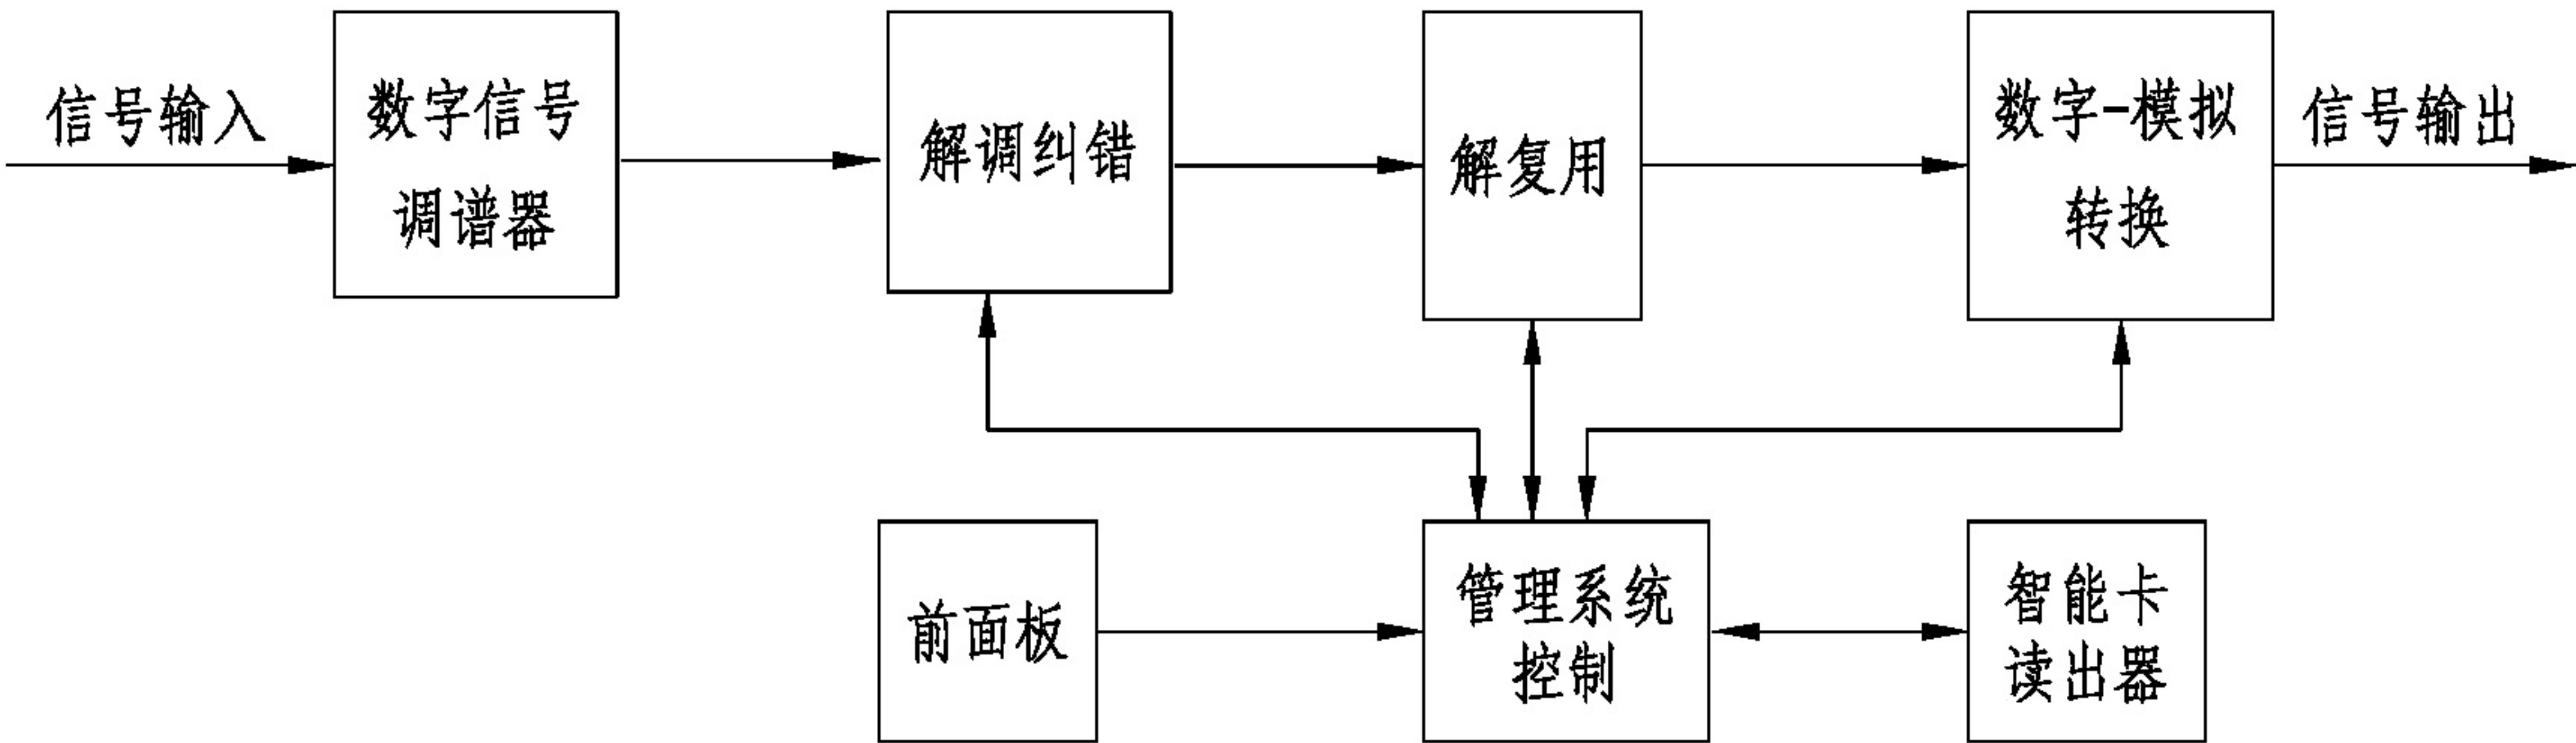 信号输入
数字信号
调谱器
解调纠错
解复用
数字-模拟
转换
信号输出
前面板
管理系统
控制
智能卡
读出器